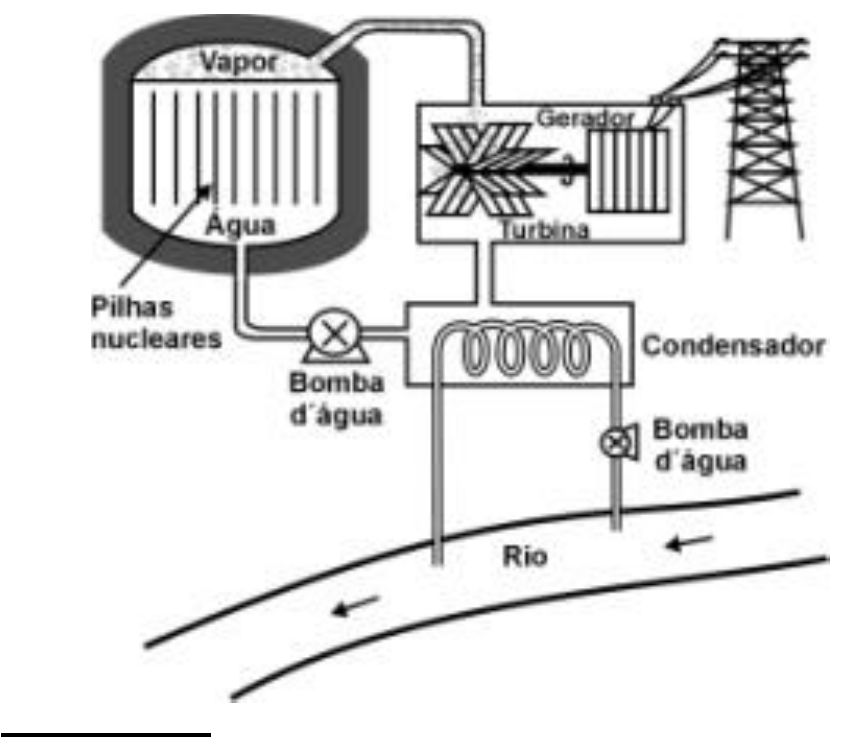 Vapor
Gerador
Água
Turbina
Pilhas
nucleares
Condensador
Bomba
d´água
Bomba
d´água
Rio